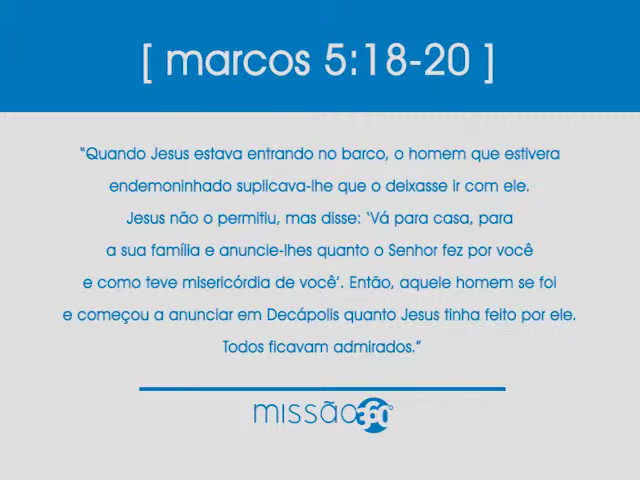 [ marcos 5:18-20 ]
“Quando Jesus estava entrando no barco, o homem que estivera
endemoninhado suplicava-lhe que o deixasse ir com ele.
Jesus não o permitiu, mas disse: ‘Vá para casa, para
a sua família e anuncie-lhes quanto o Senhor fez por você
e como teve misericórdia de você’. Então, aquele homem se foi
e começou a anunciar em Decápolis quanto Jesus tinha feito por ele.
Todos ficavam admirados.”
missão360°